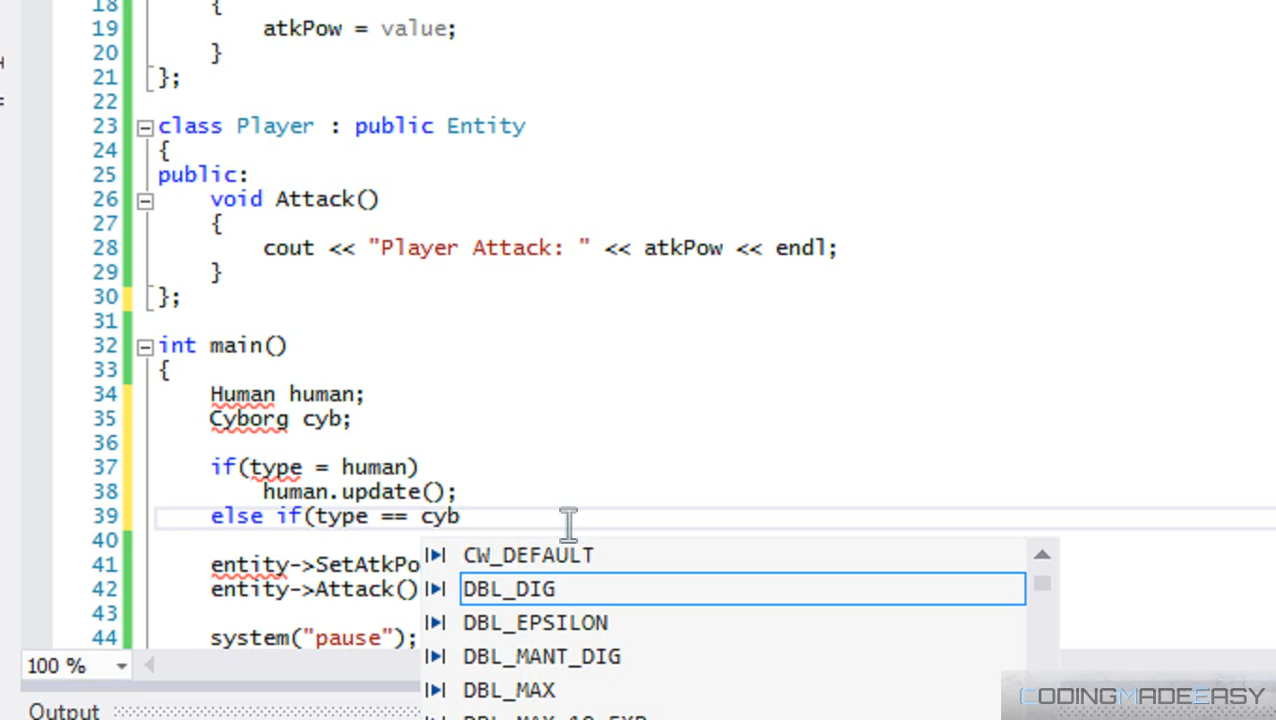 18 {
19 atkPow = value;
20 }
21 };
22
23 class Player : public Entity
24 {
25 public:
26 void Attack()
27 {
28 cout << "Player Attack: " << atkPow << endl;
29 }
30 };
31
32 int main()
33 {
34 Human human;
35 Cyborg cyb;
36
37 if(type = human)
38 human.update();
39 else if(type == cyb
40
CW_DEFAULT
41 entity->SetAtkPo
DBL_DIG
42 entity->Attack()
DBL_EPSILON
43
44 system("pause");
DBL_MANT_DIG
100 %
DBL_MAX
CODINGMADEEASY
Output
DBL_MAX_10_EXP